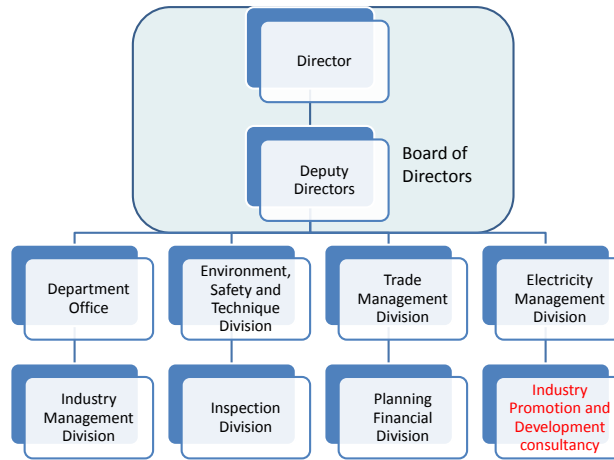 Director
Deputy
Directors
Board of
Directors
Department
Office
Environment,
Safety and
Technique
Division
Trade
Management
Division
Electricity
Management
Division
Industry
Management
Division
Inspection
Division
Planning
Financial
Division
Industry
Promotion and
Development
consultancy